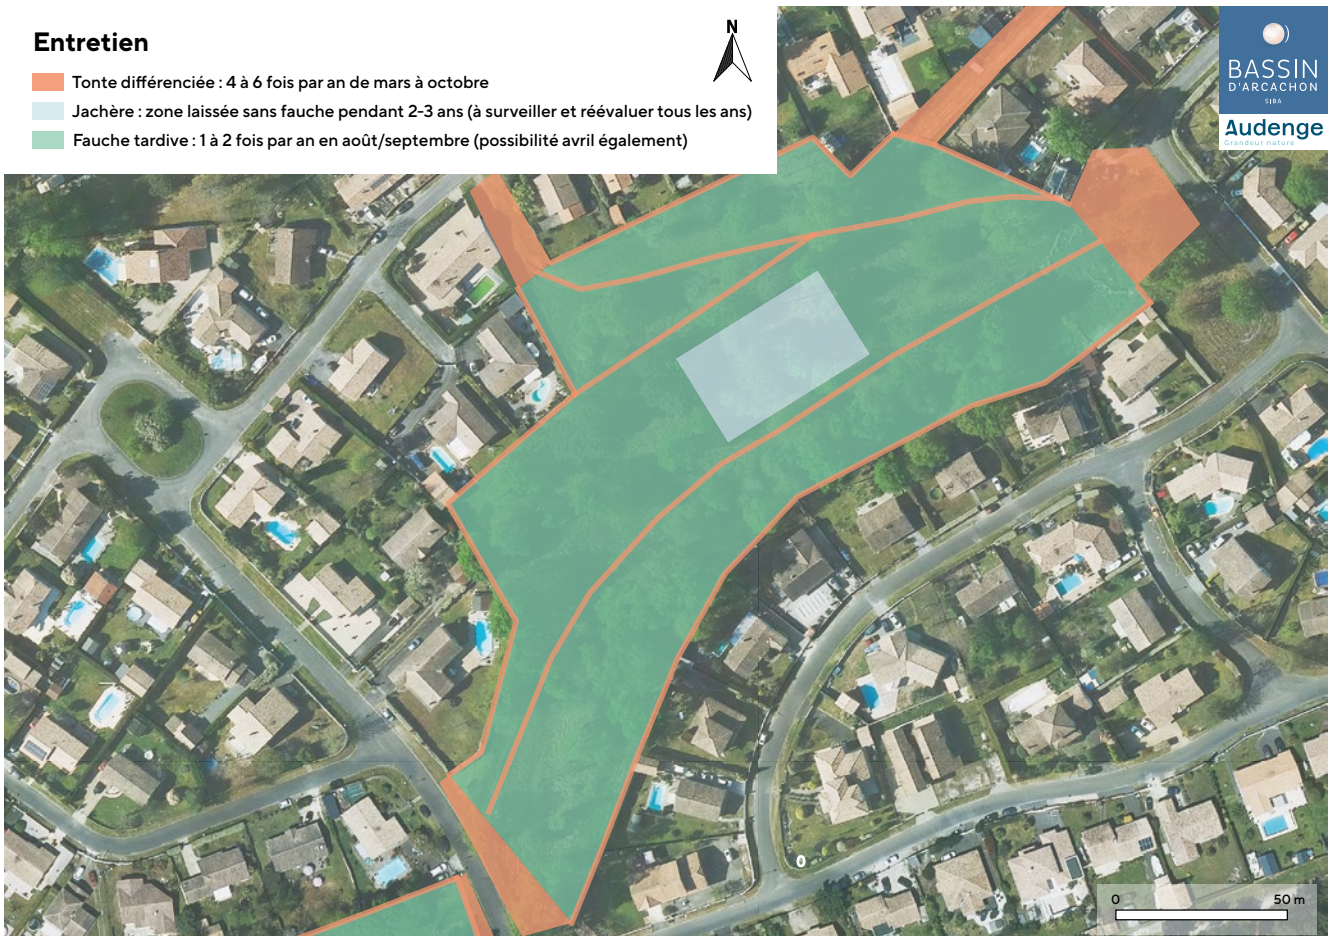 Entretien
Tonte différenciée : 4 à 6 fois par an de mars à octobre
Jachère : zone laissée sans fauche pendant 2-3 ans (à surveiller et réévaluer tous les ans)
Fauche tardive : 1 à 2 fois par an en août/septembre (possibilité avril également)
N
BASSIN
D'ARCACHON
SIBA
Audenge
Grandeur nature
0
0 50 m